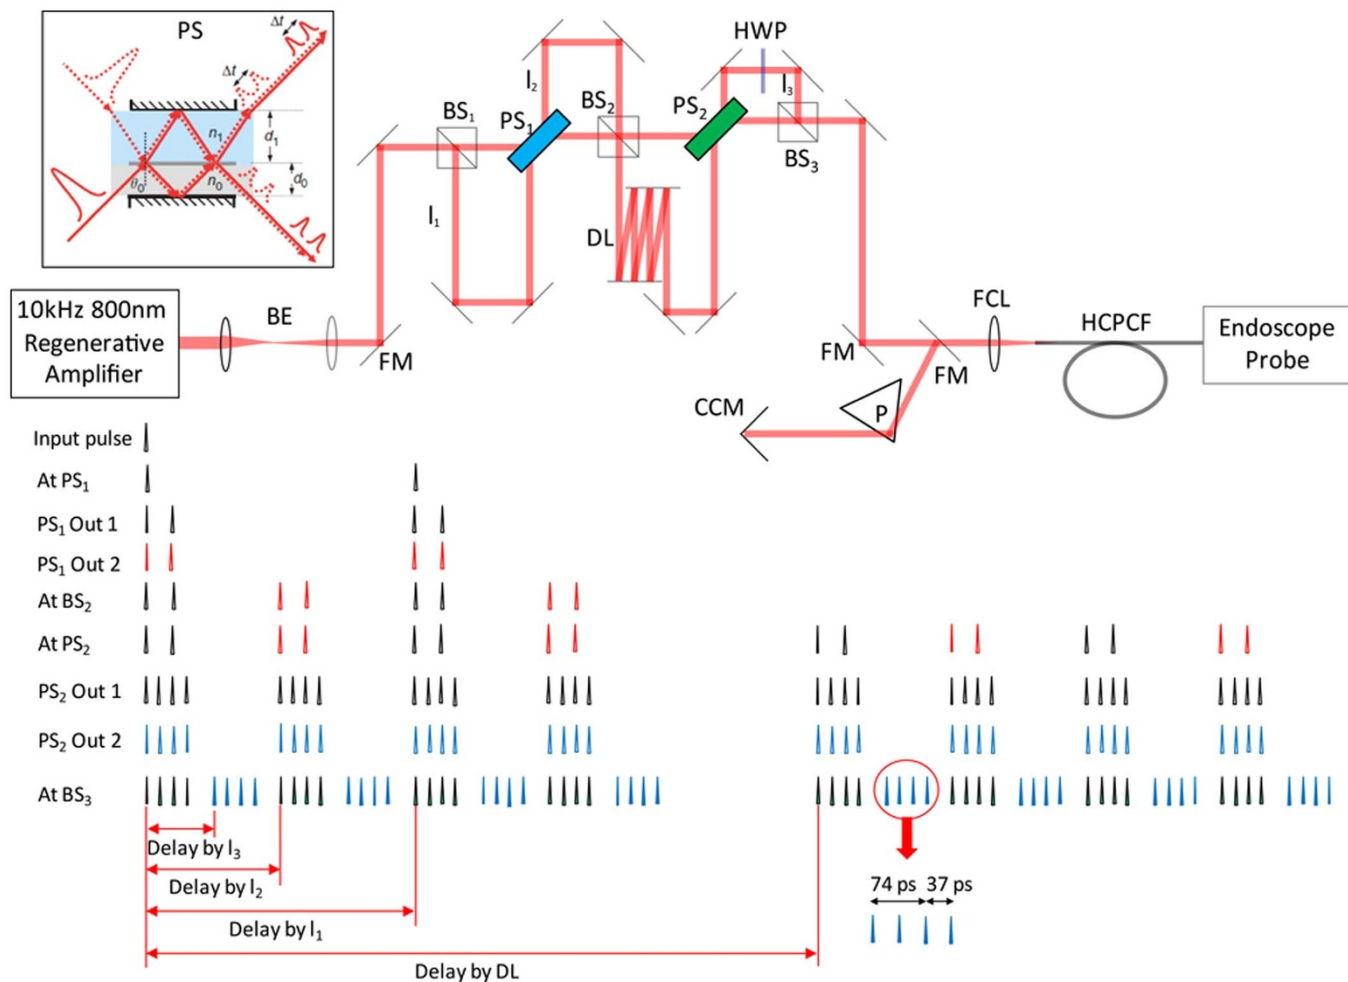 PS
Δt
Δt
n₁
d₁
θ₀
n₀
d₀
HWP
l₂
l₃
BS₁
PS₁
BS₂
PS₂
BS₃
l₁
DL
10kHz 800nm
Regenerative
Amplifier
BE
FM
FM
FM
FCL
HCPCF
Endoscope
Probe
CCM
P
Input pulse
At PS₁
PS₁ Out 1
PS₁ Out 2
At BS₂
At PS₂
PS₂ Out 1
PS₂ Out 2
At BS₃
Delay by l₃
Delay by l₂
Delay by l₁
Delay by DL
74 ps
37 ps